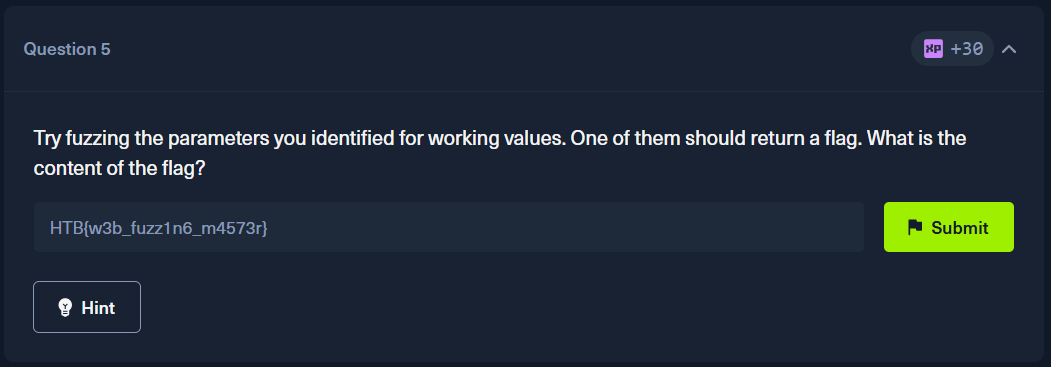 Question 5
XP +30
Try fuzzing the parameters you identified for working values. One of them should return a flag. What is the
content of the flag?
HTB{w3b_fuzz1n6_m4573r}
Submit
Hint